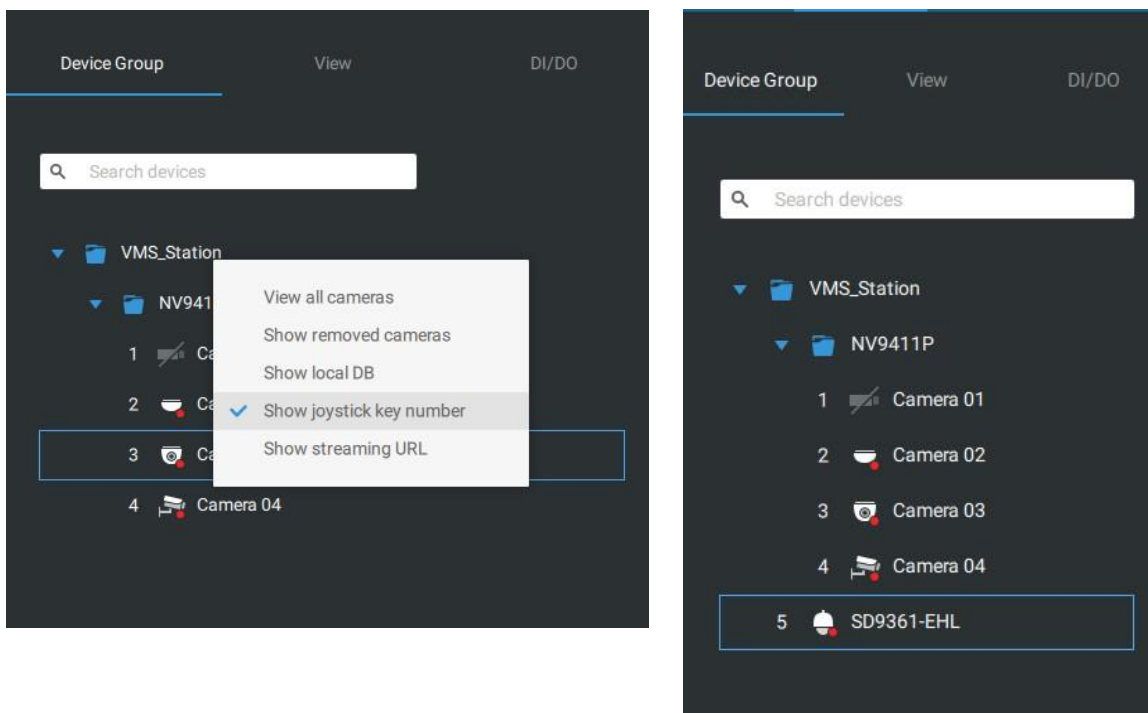 Device Group View DI/DO
Search devices
VMS_Station
NV941
View all cameras
Show removed cameras
Show local DB
Show joystick key number
Show streaming URL
1 Ca
2 Ca
3 Ca
4 Camera 04
Device Group View DI/DO
Search devices
VMS_Station
NV9411P
1 Camera 01
2 Camera 02
3 Camera 03
4 Camera 04
5 SD9361-EHL